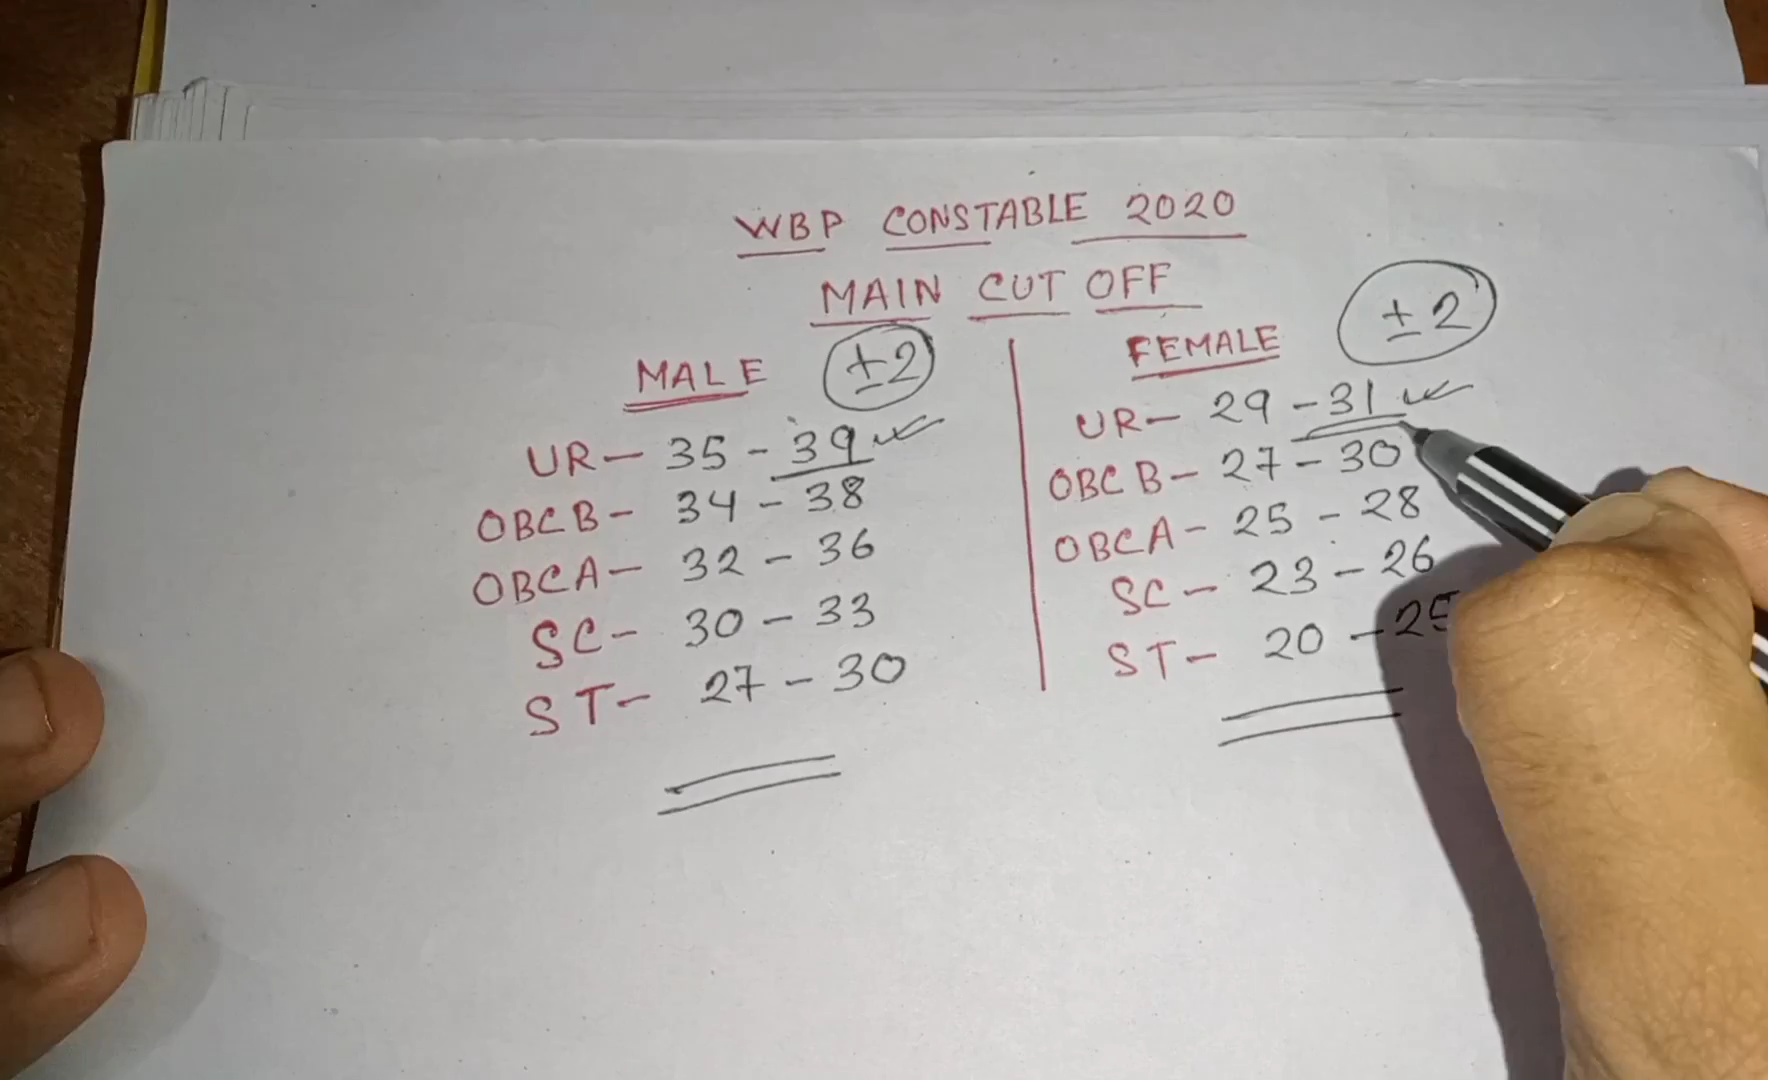 WBP CONSTABLE 2020
MAIN CUT OFF
MALE ±2
UR- 35 - 39
OBCB- 34 - 38
OBCA- 32 - 36
SC- 30 - 33
ST- 27 - 30
FEMALE ±2
UR- 29 - 31
OBCB- 27 - 30
OBCA- 25 - 28
SC- 23 - 26
ST- 20 - 25